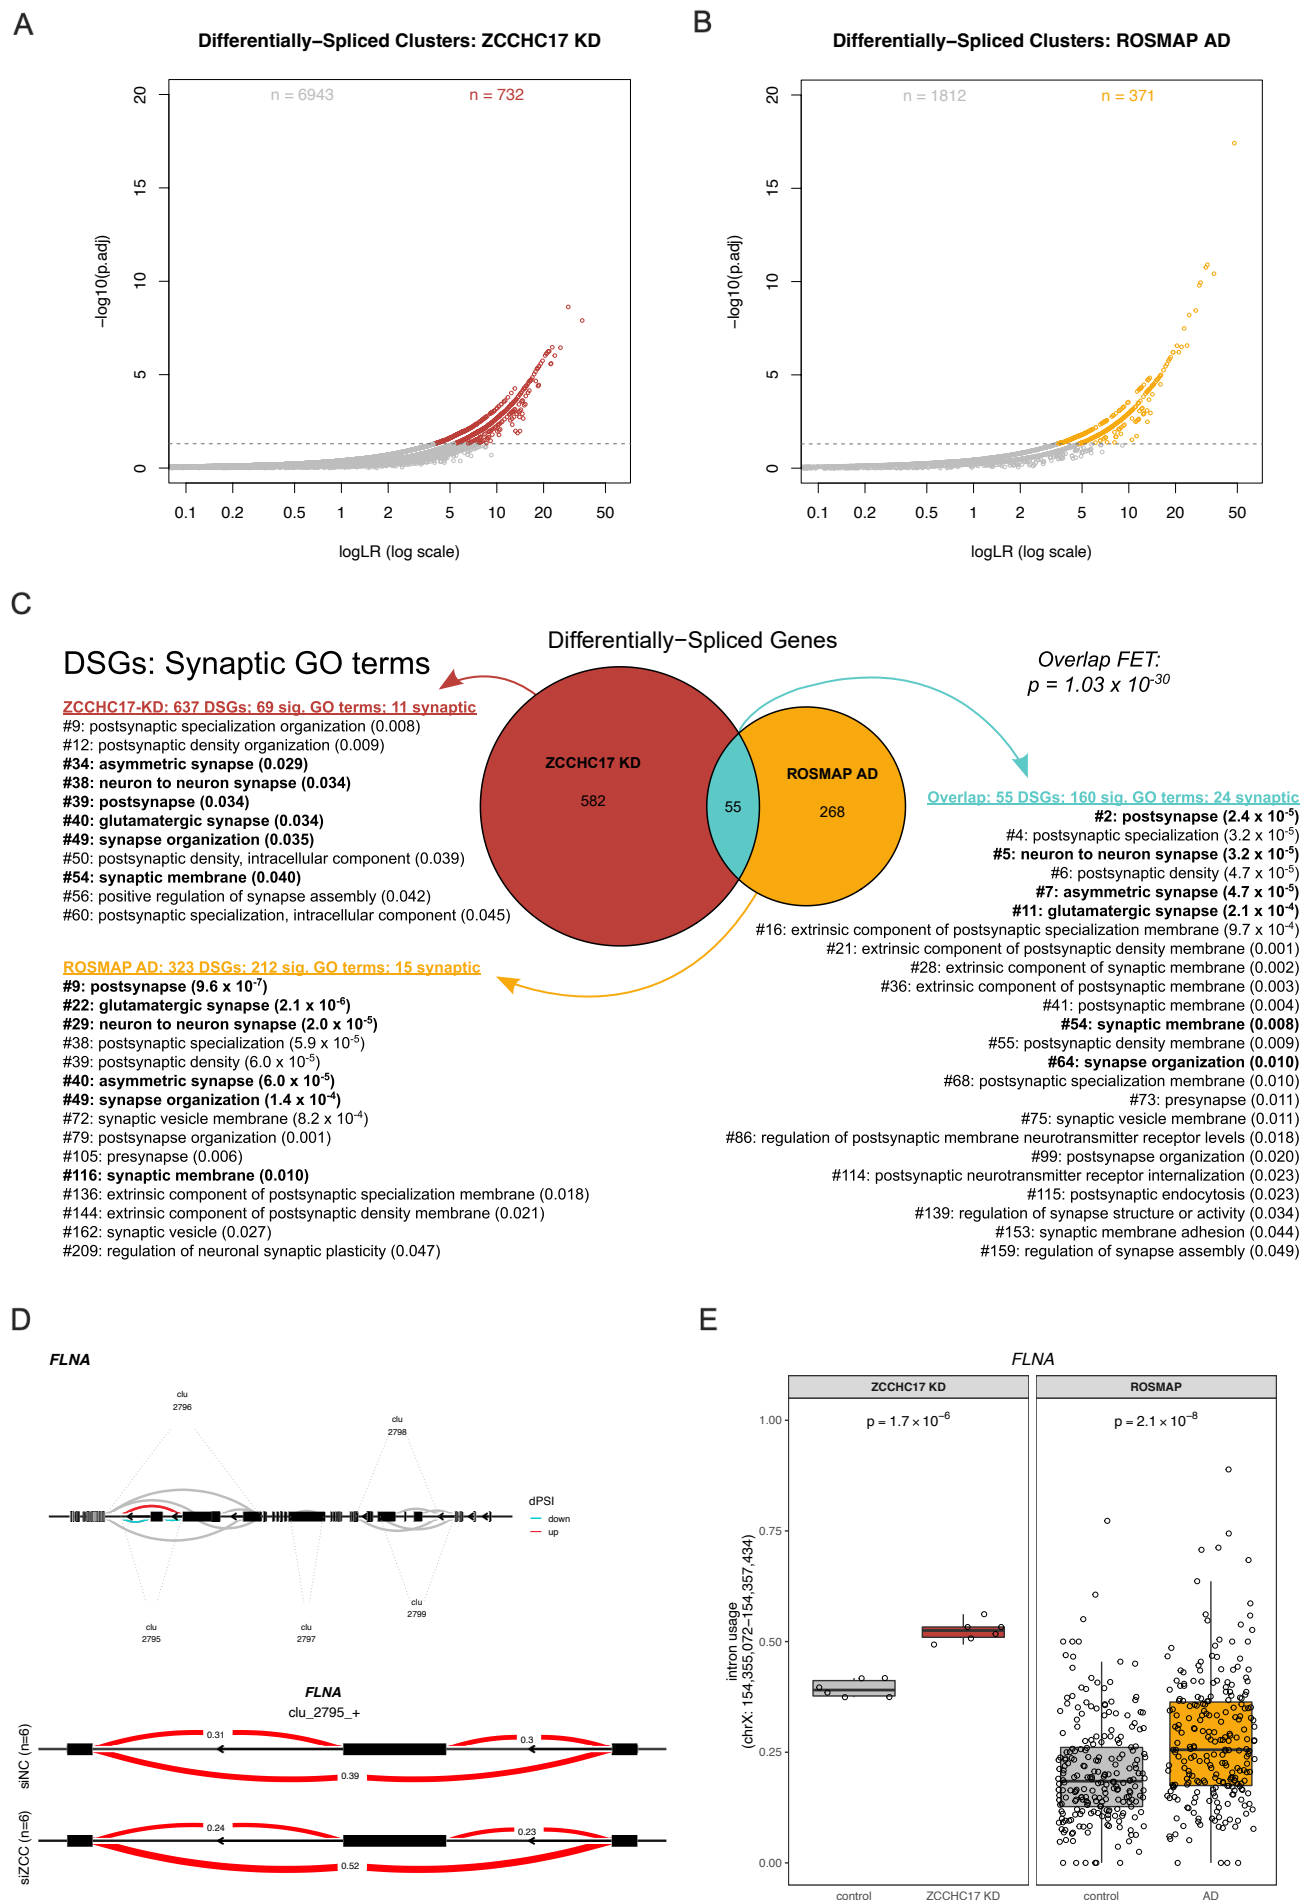 A
Differentially–Spliced Clusters: ZCCHC17 KD
n = 6943
n = 732
20
15
10
5
0
−log10(p.adj)
0.1 0.2 0.5 1 2 5 10 20 50
logLR (log scale)
B
Differentially–Spliced Clusters: ROSMAP AD
n = 1812
n = 371
20
15
10
5
0
−log10(p.adj)
0.1 0.2 0.5 1 2 5 10 20 50
logLR (log scale)
C
Differentially−Spliced Genes
DSGs: Synaptic GO terms
Overlap FET:
p = 1.03 x 10⁻³⁰
ZCCHC17 KD
582
55
ROSMAP AD
268
ZCCHC17-KD: 637 DSGs; 69 sig. GO terms; 11 synaptic
#9: postsynaptic specialization organization (0.008)
#12: postsynaptic density organization (0.009)
#34: asymmetric synapse (0.029)
#38: neuron to neuron synapse (0.034)
#39: postsynapse (0.034)
#40: glutamatergic synapse (0.034)
#49: synapse organization (0.035)
#50: postsynaptic density, intracellular component (0.039)
#54: synaptic membrane (0.040)
#56: positive regulation of synapse assembly (0.042)
#60: postsynaptic specialization, intracellular component (0.045)
ROSMAP AD: 323 DSGs; 212 sig. GO terms; 15 synaptic
#9: postsynapse (9.6 x 10⁻⁷)
#22: glutamatergic synapse (2.1 x 10⁻⁶)
#29: neuron to neuron synapse (2.0 x 10⁻⁵)
#38: postsynaptic specialization (5.9 x 10⁻⁵)
#39: postsynaptic density (6.0 x 10⁻⁵)
#40: asymmetric synapse (6.0 x 10⁻⁵)
#49: synapse organization (1.4 x 10⁻⁴)
#72: synaptic vesicle membrane (8.2 x 10⁻⁴)
#79: postsynapse organization (0.001)
#105: presynapse (0.006)
#116: synaptic membrane (0.010)
#136: extrinsic component of postsynaptic specialization membrane (0.018)
#144: extrinsic component of postsynaptic density membrane (0.021)
#162: synaptic vesicle (0.027)
#209: regulation of neuronal synaptic plasticity (0.047)
Overlap: 55 DSGs; 160 sig. GO terms; 24 synaptic
#2: postsynapse (2.4 x 10⁻⁵)
#4: postsynaptic specialization (3.2 x 10⁻⁵)
#5: neuron to neuron synapse (3.2 x 10⁻⁵)
#6: postsynaptic density (4.7 x 10⁻⁵)
#7: asymmetric synapse (4.7 x 10⁻⁵)
#11: glutamatergic synapse (2.1 x 10⁻⁴)
#16: extrinsic component of postsynaptic specialization membrane (9.7 x 10⁻⁴)
#21: extrinsic component of postsynaptic density membrane (0.001)
#28: extrinsic component of synaptic membrane (0.002)
#36: extrinsic component of postsynaptic membrane (0.003)
#41: postsynaptic membrane (0.004)
#54: synaptic membrane (0.008)
#55: postsynaptic density membrane (0.009)
#64: synapse organization (0.010)
#68: postsynaptic specialization membrane (0.010)
#73: presynapse (0.011)
#75: synaptic vesicle membrane (0.011)
#86: regulation of postsynaptic membrane neurotransmitter receptor levels (0.018)
#99: postsynapse organization (0.020)
#114: postsynaptic neurotransmitter receptor internalization (0.023)
#115: postsynaptic endocytosis (0.023)
#139: regulation of synapse structure or activity (0.034)
#153: synaptic membrane adhesion (0.044)
#159: regulation of synapse assembly (0.049)
D
FLNA
clu
2796
clu
2798
dPSI
down
up
clu
2795
clu
2797
clu
2799
FLNA
clu_2795_+
siNC (n=6)
0.31
0.3
0.39
siZCC (n=6)
0.24
0.23
0.52
E
FLNA
ZCCHC17 KD
ROSMAP
p = 1.7 × 10⁻⁶
p = 2.1 × 10⁻⁸
1.00
0.75
0.50
0.25
0.00
intron usage
(chrX: 154,355,072−154,357,434)
control
ZCCHC17 KD
control
AD